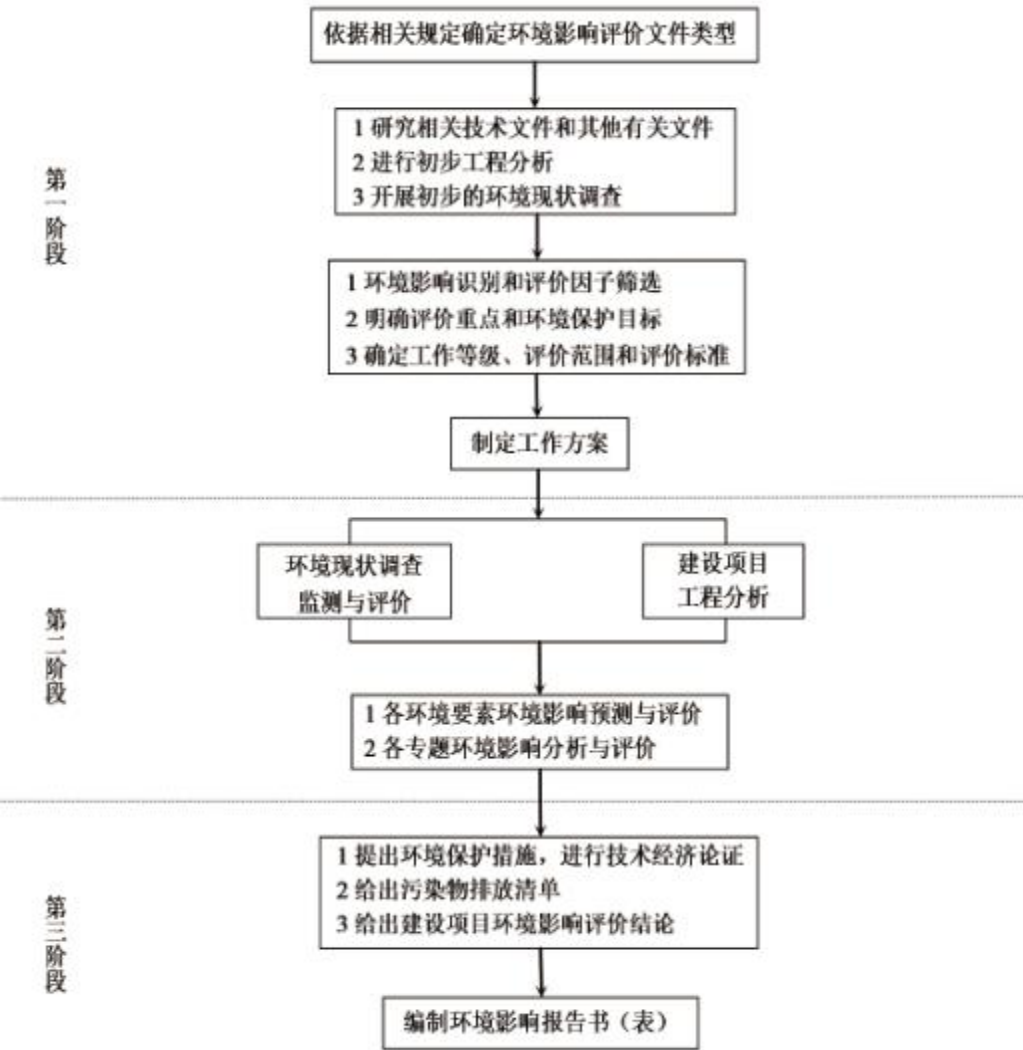 依据相关规定确定环境影响评价文件类型
第一阶段
1 研究相关技术文件和其他有关文件
2 进行初步工程分析
3 开展初步的环境现状调查
1 环境影响识别和评价因子筛选
2 明确评价重点和环境保护目标
3 确定工作等级、评价范围和评价标准
制定工作方案
第二阶段
环境现状调查
监测与评价
建设项目
工程分析
1 各环境要素环境影响预测与评价
2 各专题环境影响分析与评价
第三阶段
1 提出环境保护措施，进行技术经济论证
2 给出污染物排放清单
3 给出建设项目环境影响评价结论
编制环境影响报告书（表）